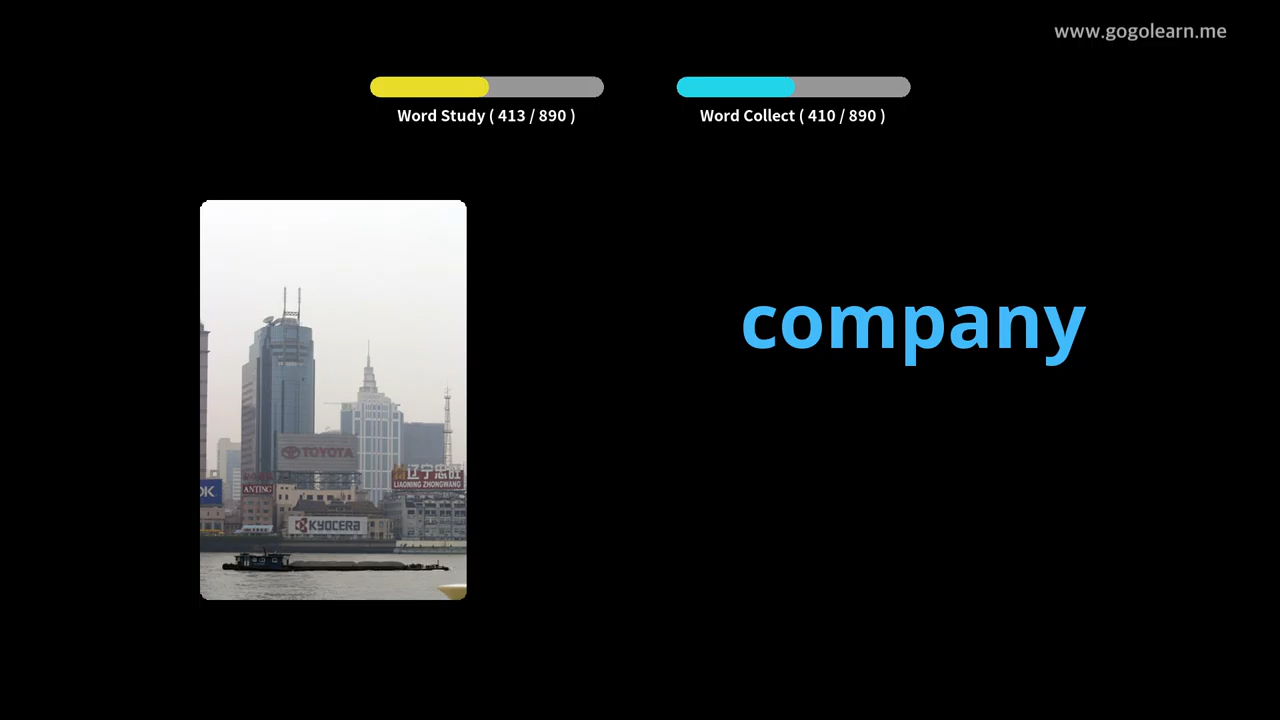 www.gogolearn.me
Word Study ( 413 / 890 )
Word Collect ( 410 / 890 )
company
TOYOTA
辽宁忠旺
LIAONING ZHONGWANG
OK
ANTING
KYOCERA